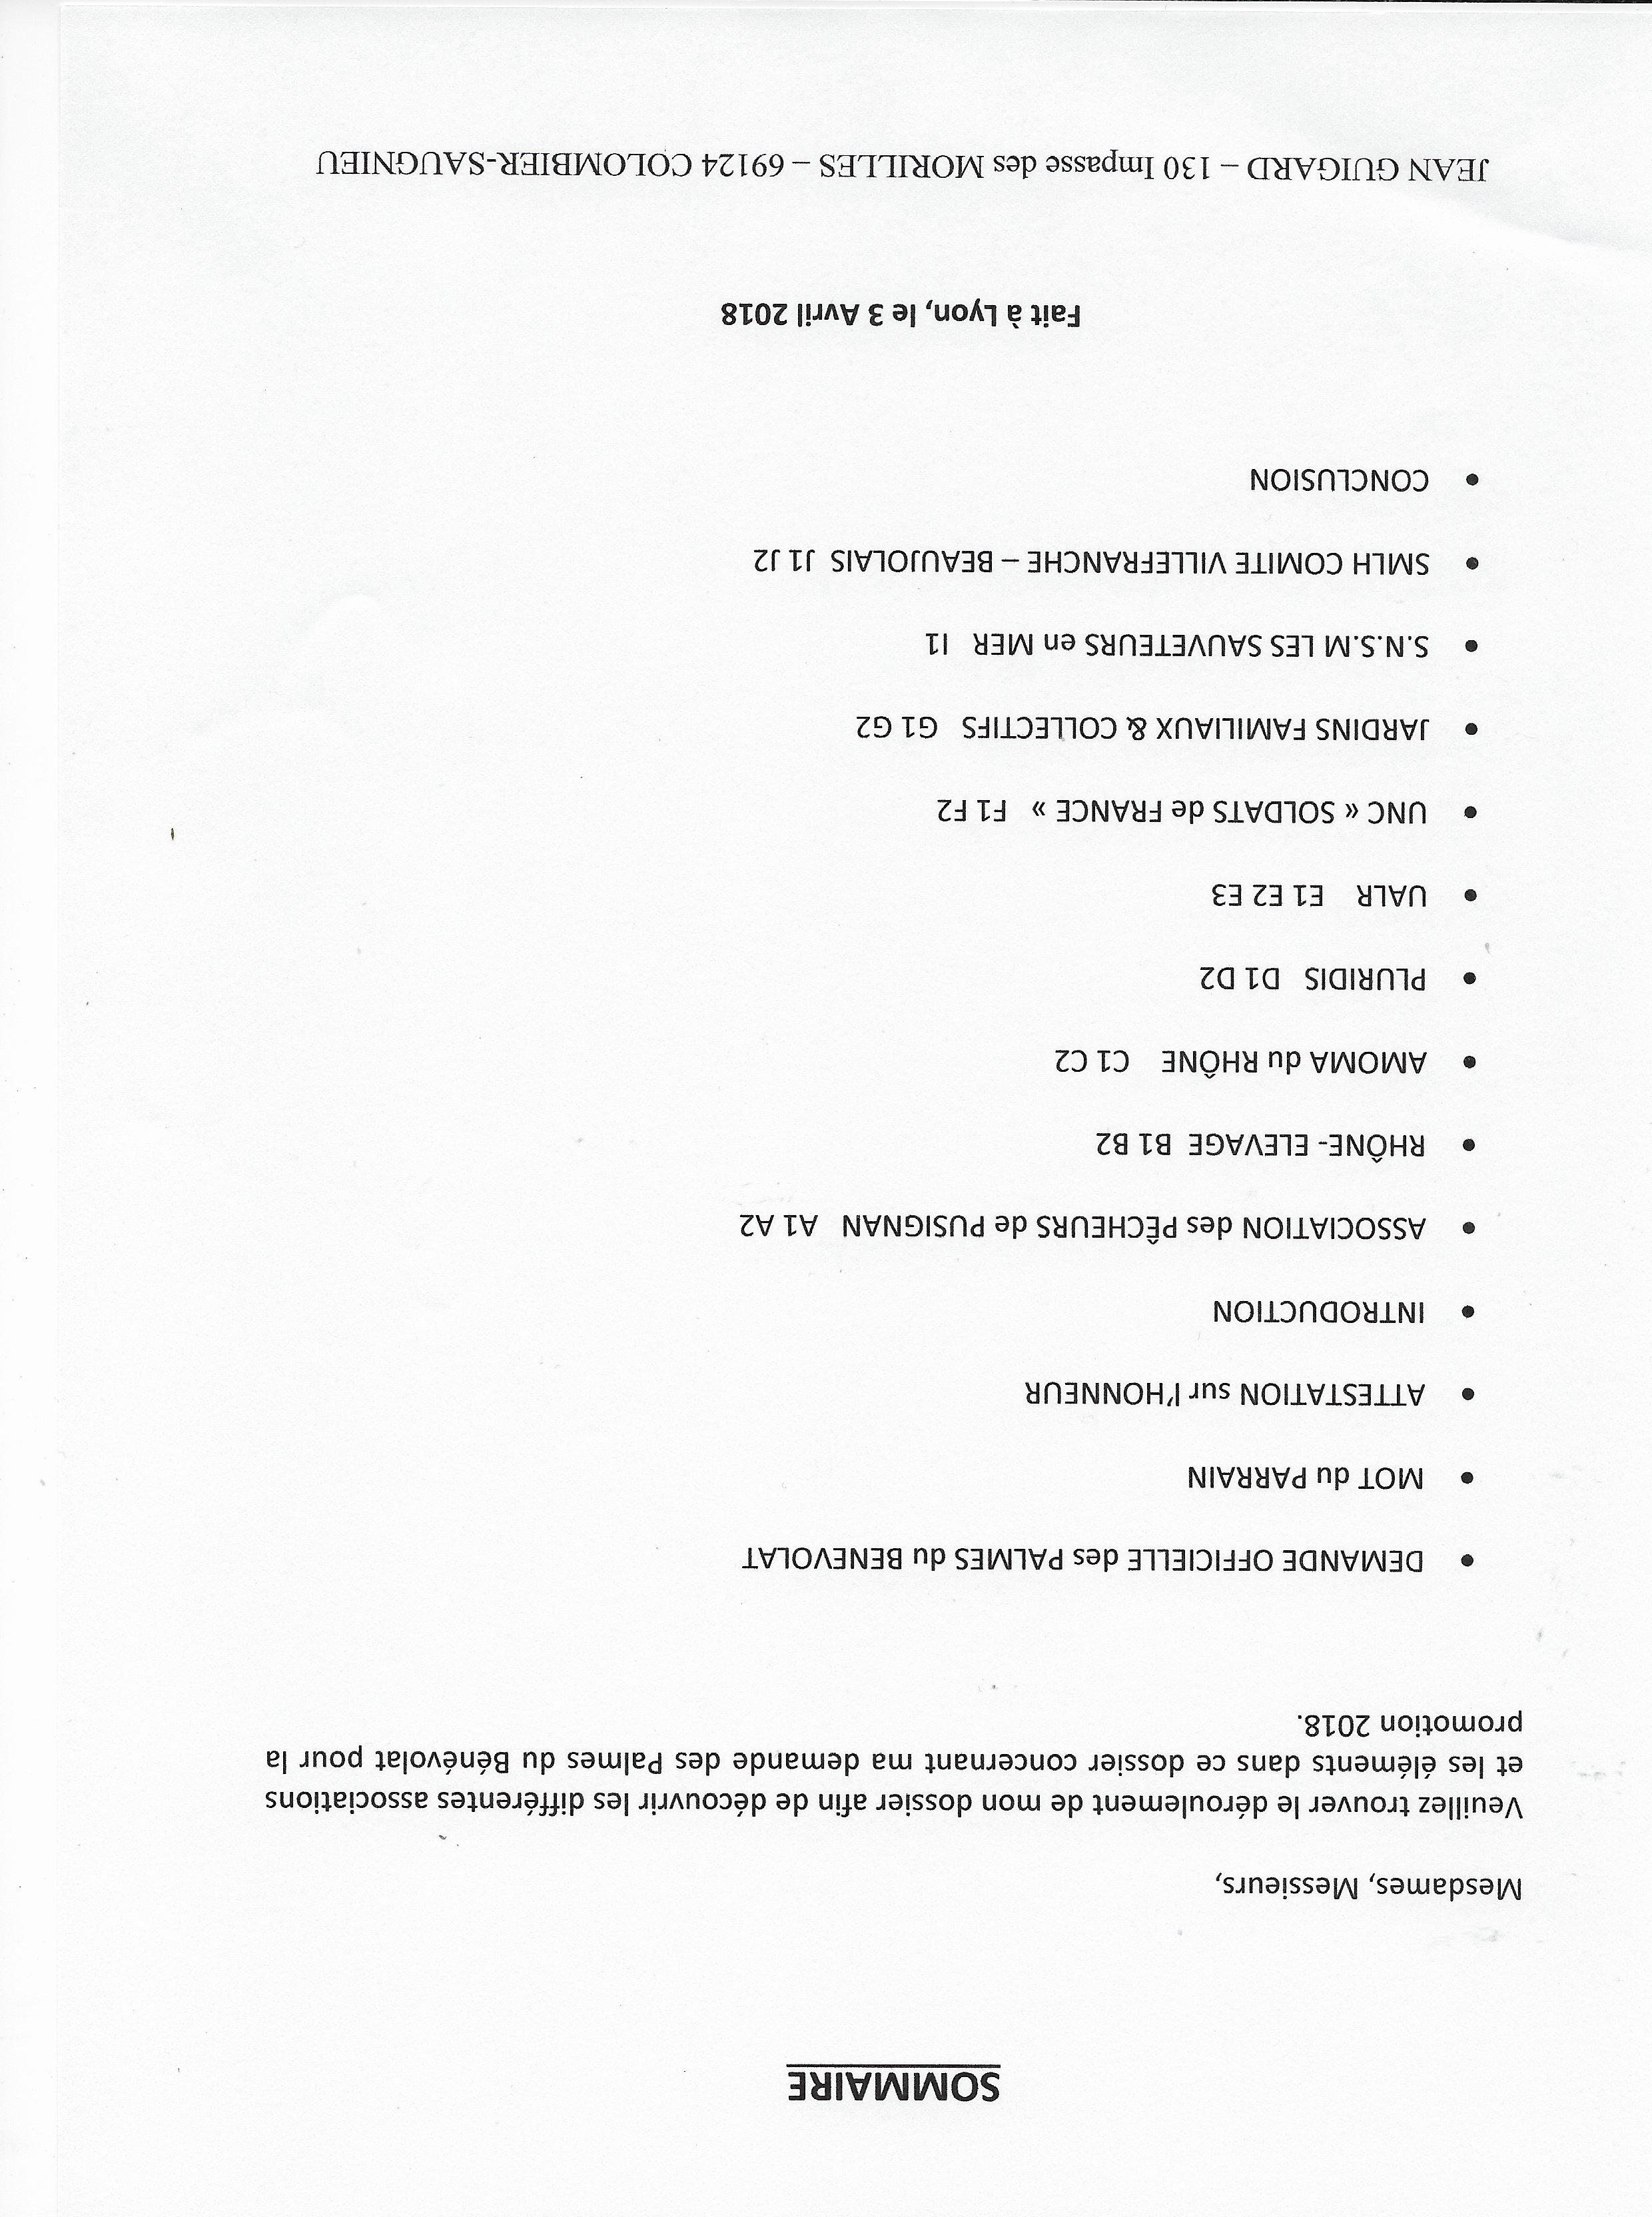 SOMMAIRE
Mesdames, Messieurs,
Veuillez trouver le déroulement de mon dossier afin de découvrir les différentes associations
et les éléments dans ce dossier concernant ma demande des Palmes du Bénévolat pour la
promotion 2018.
• DEMANDE OFFICIELLE des PALMES du BENEVOLAT
• MOT du PARRAIN
• ATTESTATION sur l'HONNEUR
• INTRODUCTION
• ASSOCIATION des PÊCHEURS de PUSIGNAN A1 A2
• RHÔNE- ELEVAGE B1 B2
• AMOMA du RHÔNE C1 C2
• PLURIDIS D1 D2
• UALR E1 E2 E3
• UNC « SOLDATS de FRANCE » F1 F2
• JARDINS FAMILIAUX & COLLECTIFS G1 G2
• S.N.S.M LES SAUVETEURS en MER I1
• SMLH COMITE VILLEFRANCHE – BEAUJOLAIS J1 J2
• CONCLUSION
Fait à Lyon, le 3 Avril 2018
JEAN GUIGARD – 130 Impasse des MORILLES – 69124 COLOMBIER-SAUGNIEU